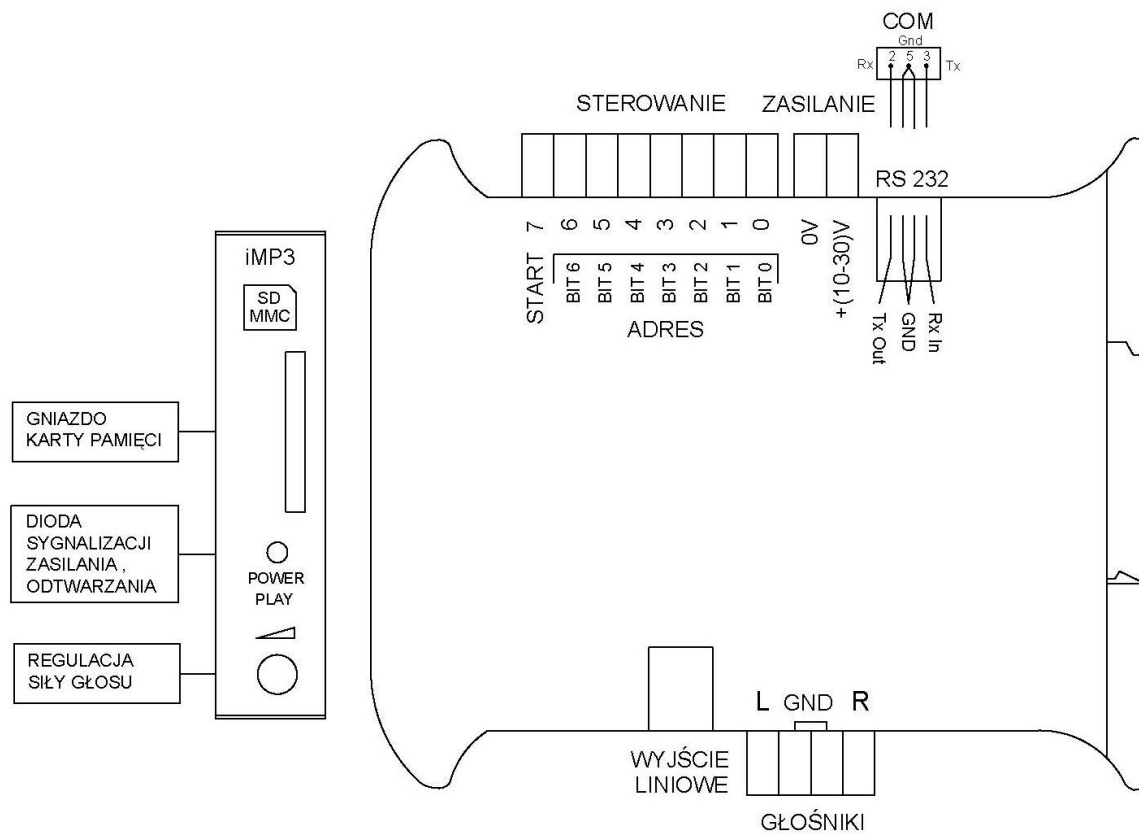 COM
Gnd
Rx 2 5 3 Tx
STEROWANIE ZASILANIE
RS 232
7 6 5 4 3 2 1 0 0V +(10-30)V
START BIT 6 BIT 5 BIT 4 BIT 3 BIT 2 BIT 1 BIT 0
ADRES
Tx Out GND Rx In
iMP3
SD
MMC
GNIAZDO
KARTY PAMIĘCI
DIODA
SYGNALIZACJI
ZASILANIA ,
ODTWARZANIA
POWER
PLAY
REGULACJA
SIŁY GŁOSU
L GND R
WYJŚCIE
LINIOWE
GŁOŚNIKI